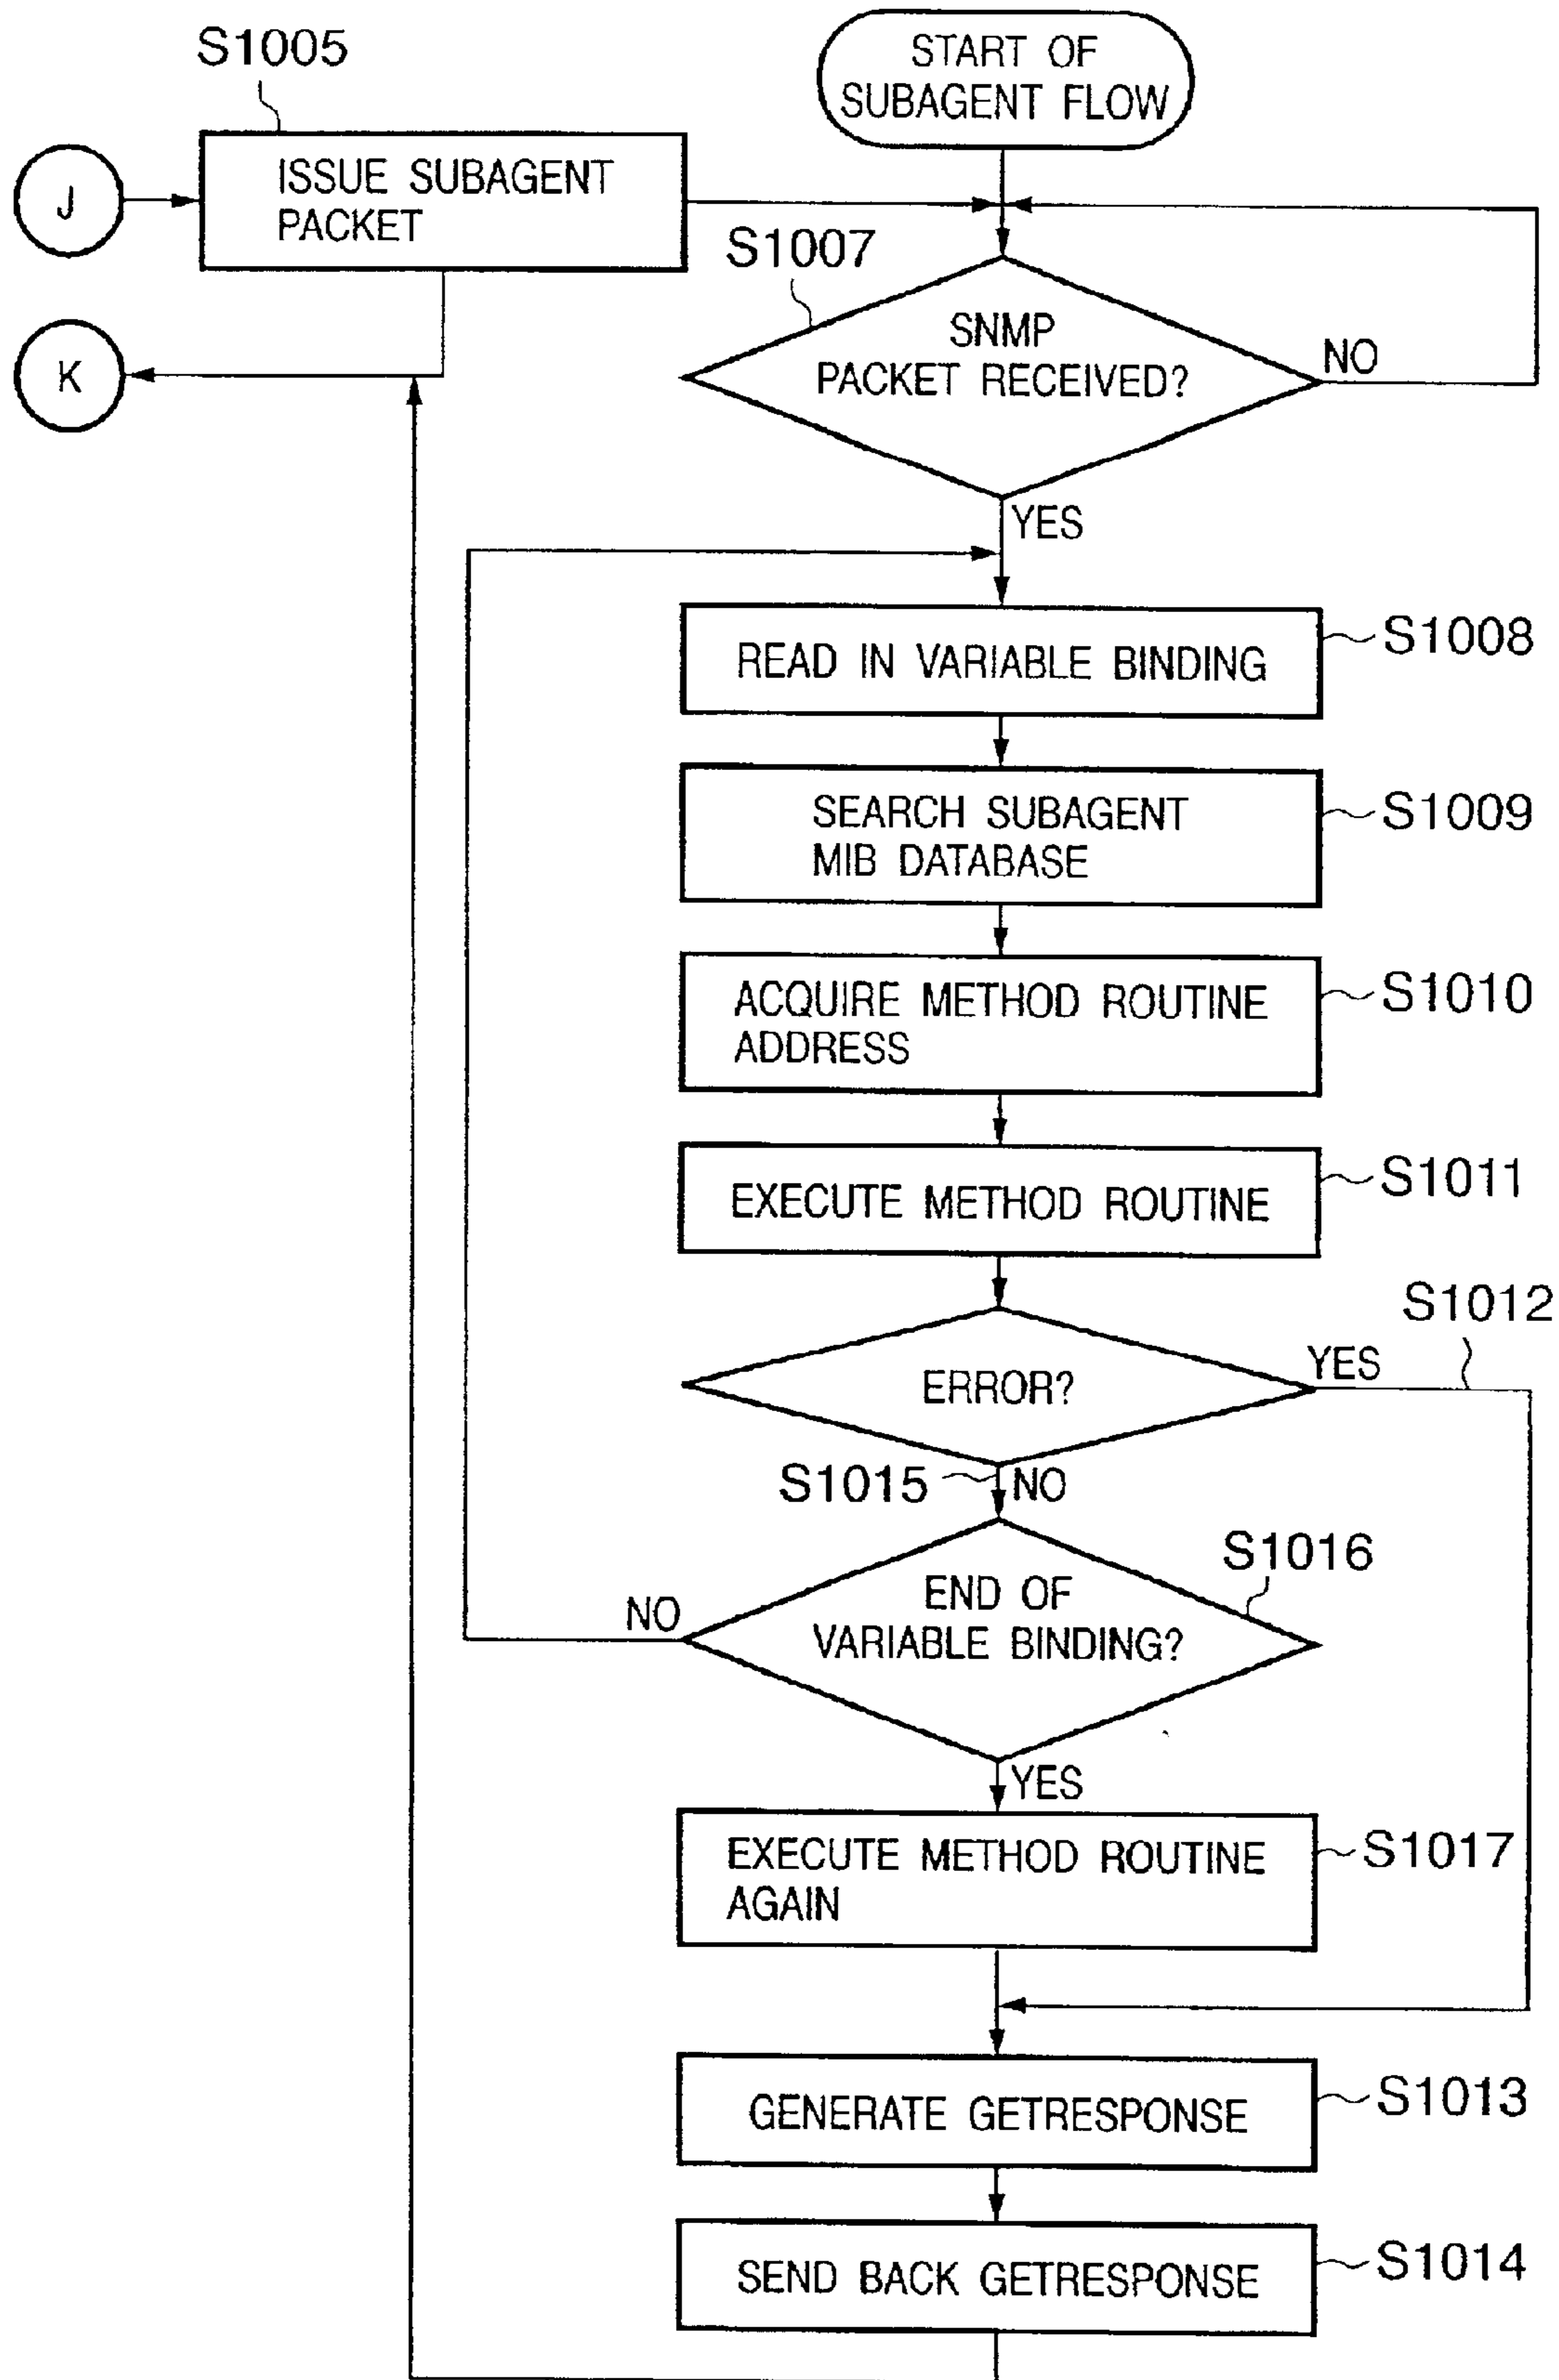 S1005
START OF
SUBAGENT FLOW
J
ISSUE SUBAGENT
PACKET
S1007
K
SNMP
PACKET RECEIVED?
NO
YES
READ IN VARIABLE BINDING
S1008
SEARCH SUBAGENT
MIB DATABASE
S1009
ACQUIRE METHOD ROUTINE
ADDRESS
S1010
EXECUTE METHOD ROUTINE
S1011
S1012
ERROR?
YES
S1015
NO
S1016
END OF
VARIABLE BINDING?
NO
YES
EXECUTE METHOD ROUTINE
AGAIN
S1017
GENERATE GETRESPONSE
S1013
SEND BACK GETRESPONSE
S1014